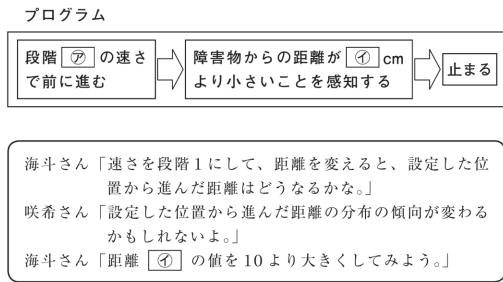 プログラム
段階 ㋐ の速さ
で前に進む
障害物からの距離が ㋑ cm
より小さいことを感知する
止まる
海斗さん「速さを段階1にして、距離を変えると、設定した位
置から進んだ距離はどうなるかな。」
咲希さん「設定した位置から進んだ距離の分布の傾向が変わる
かもしれないよ。」
海斗さん「距離 ㋑ の値を10より大きくしてみよう。」